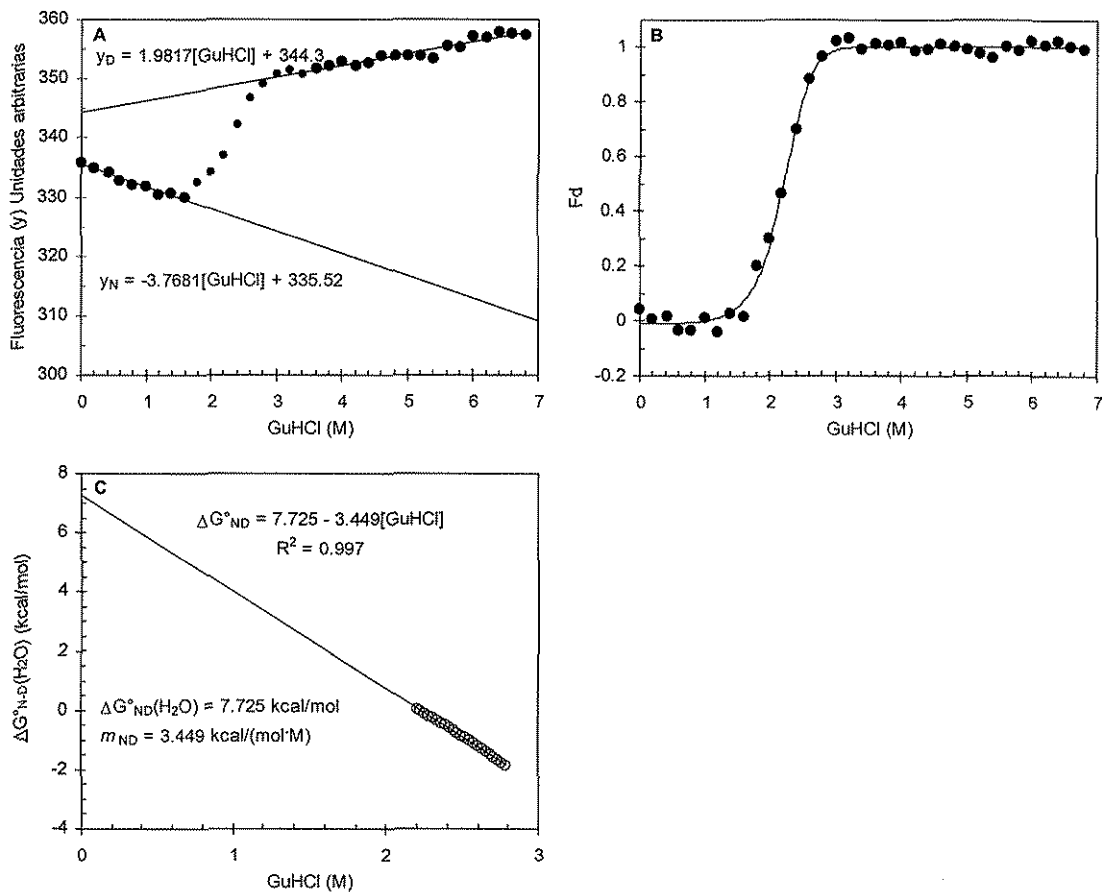 A
360
350
340
330
320
310
300
y_D = 1.9817[GuHCl] + 344.3
y_N = -3.7681[GuHCl] + 335.52
Fluorescencia (y) Unidades arbitrarias
0 1 2 3 4 5 6 7
GuHCl (M)
B
1
0.8
0.6
0.4
0.2
0
-0.2
Fd
0 1 2 3 4 5 6 7
GuHCl (M)
C
8
6
4
2
0
-2
-4
ΔG°ND = 7.725 - 3.449[GuHCl]
R² = 0.997
ΔG°ND(H₂O) = 7.725 kcal/mol
mND = 3.449 kcal/(mol·M)
ΔG°N-D(H₂O) (kcal/mol)
0 1 2 3
GuHCl (M)